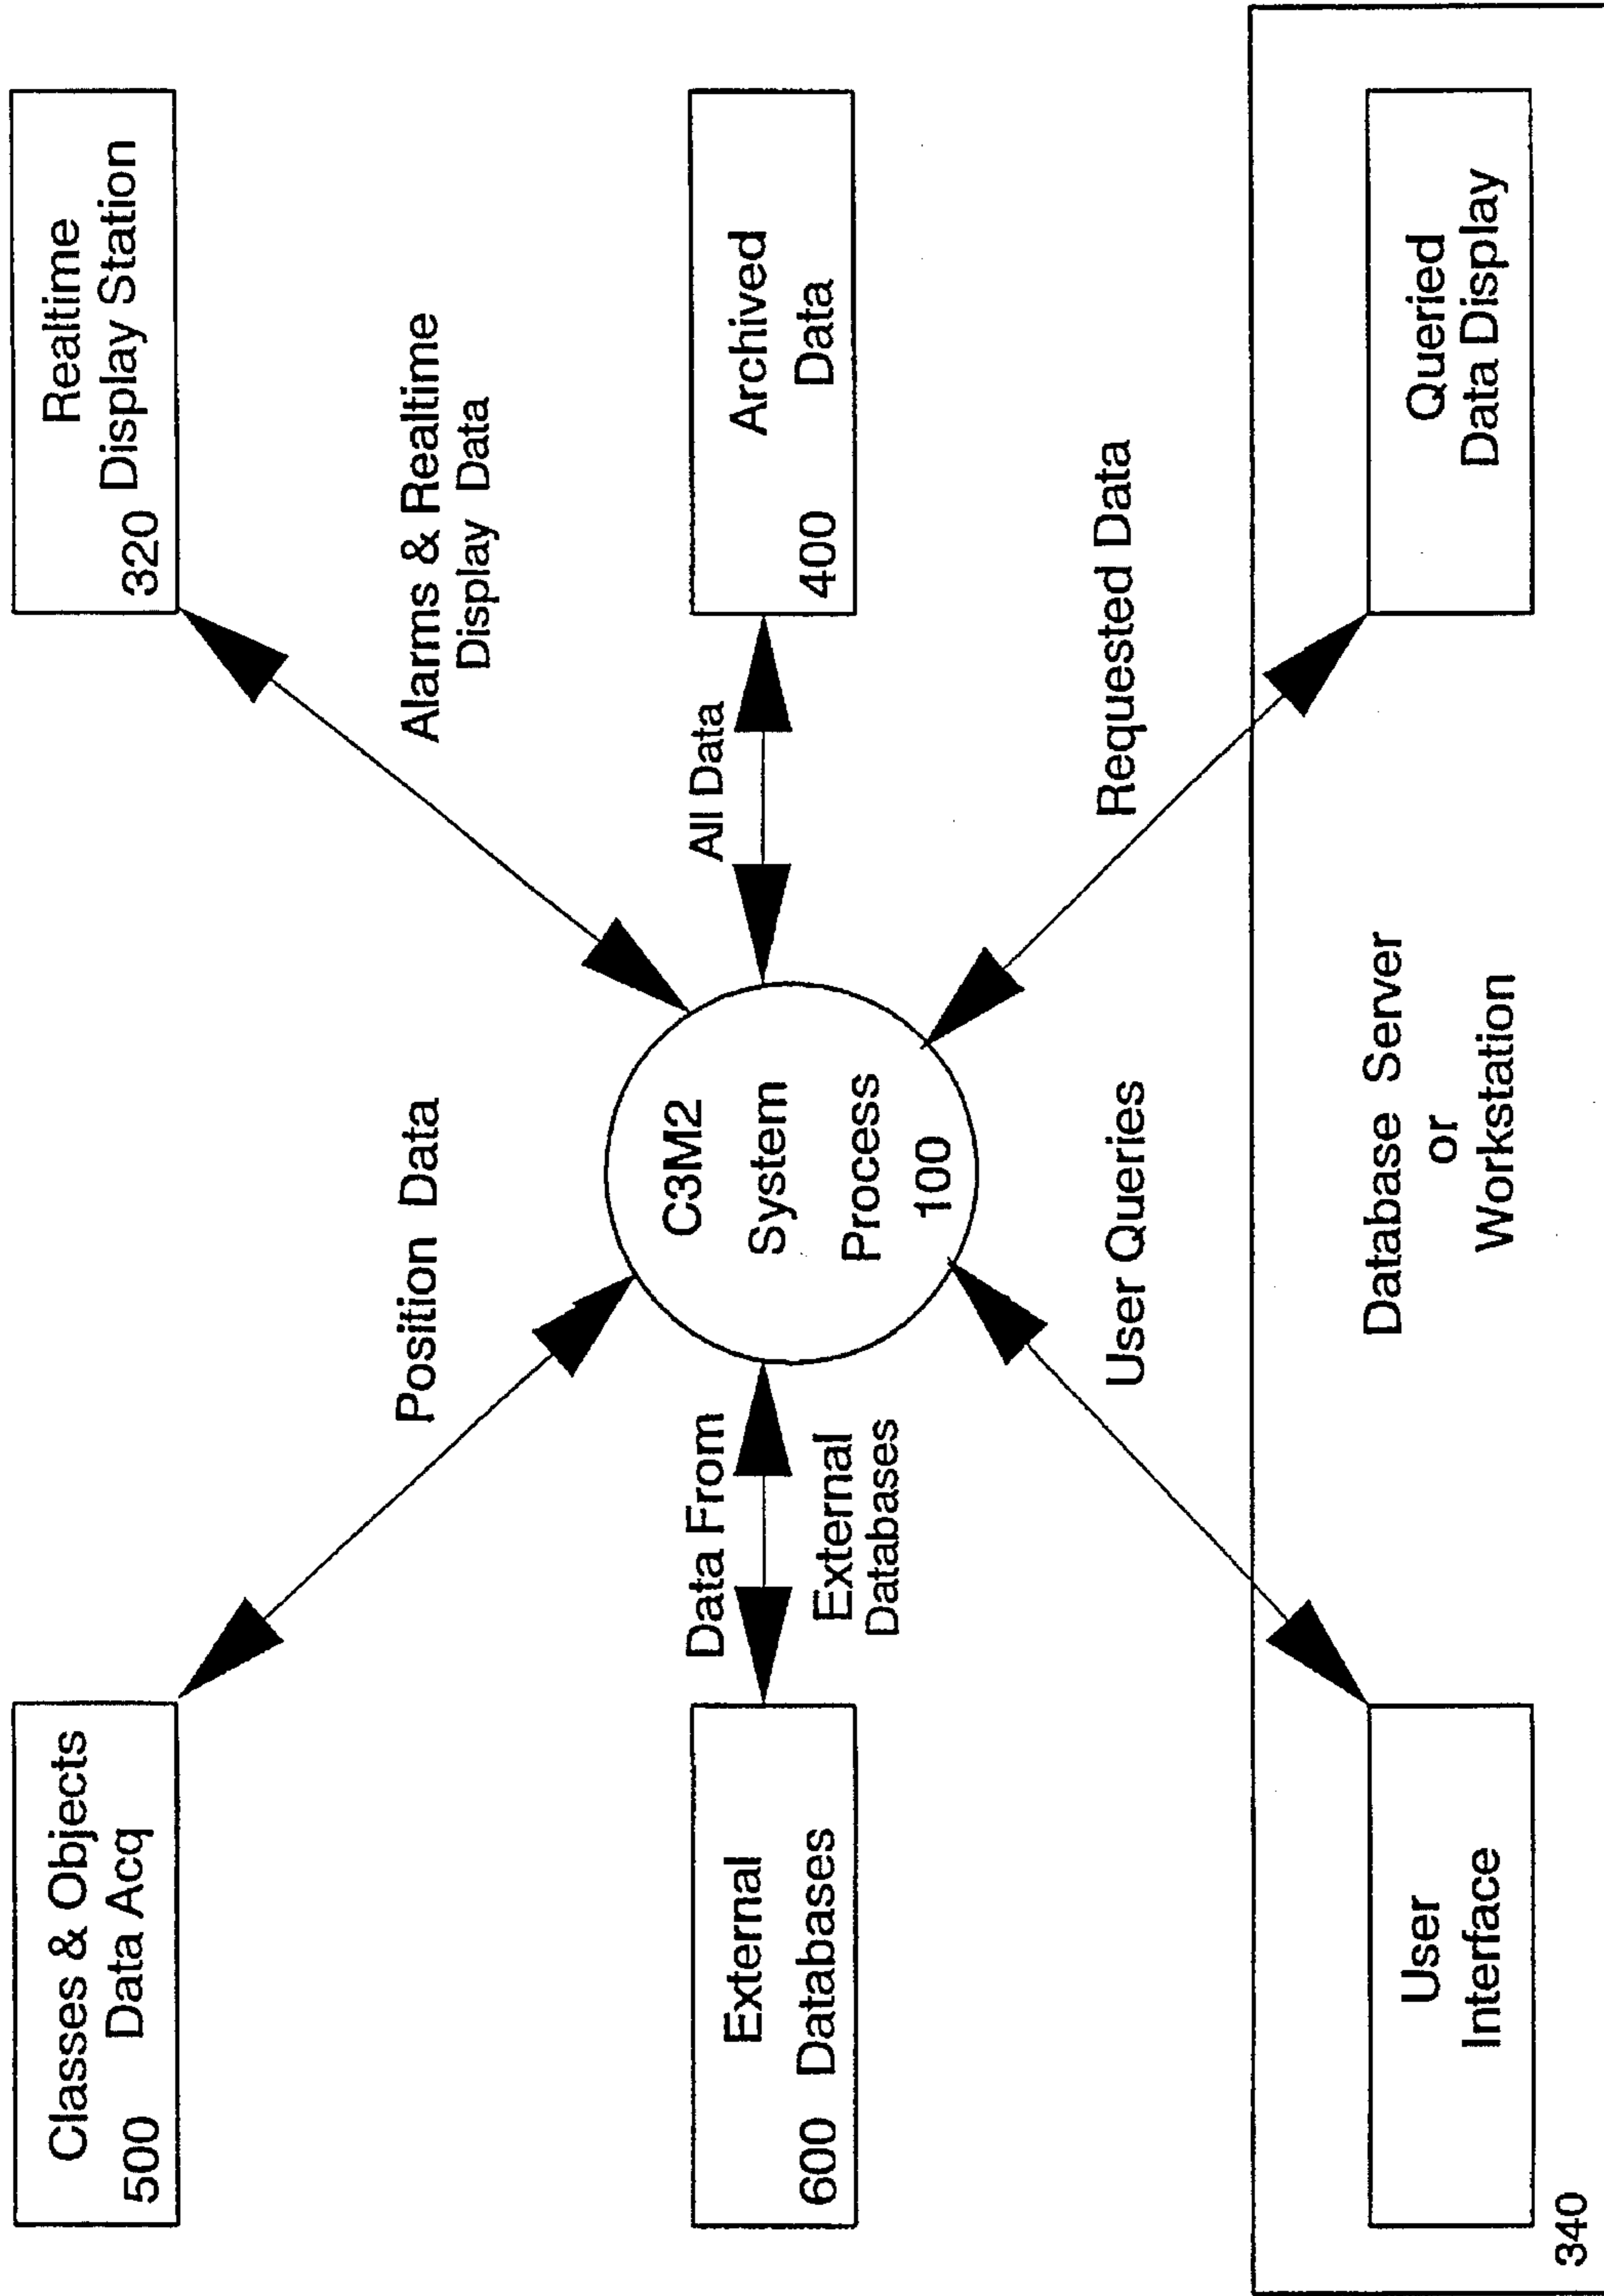 Classes & Objects
500 Data Acq
Realtime
320 Display Station
Position Data
Alarms & Realtime
Display Data
External
600 Databases
Data From
External
Databases
C3M2
System
Process
100
All Data
Archived
400 Data
User Queries
Requested Data
User
Interface
Database Server
or
Workstation
Queried
Data Display
340